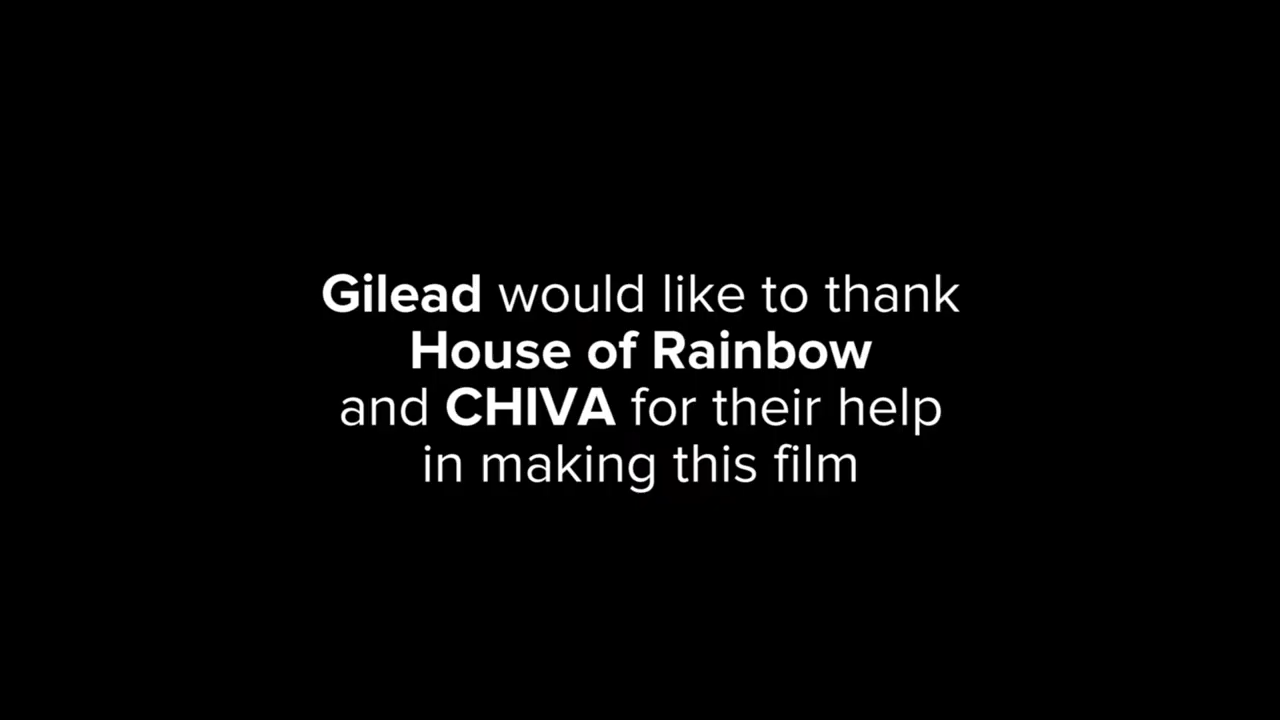 Gilead would like to thank
House of Rainbow
and CHIVA for their help
in making this film